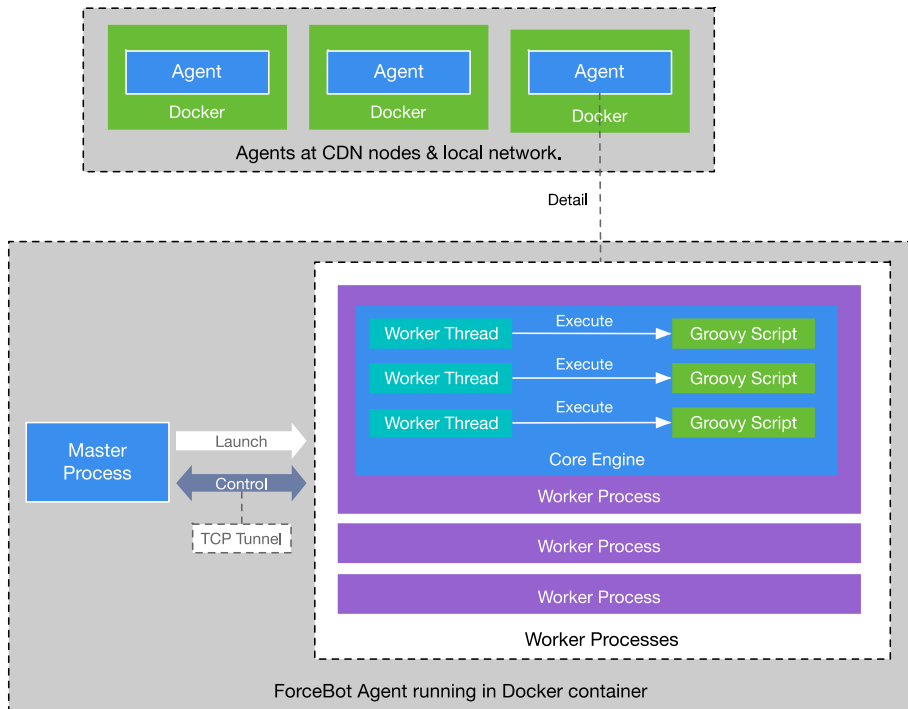 Agent
Agent
Agent
Docker
Docker
Docker
Agents at CDN nodes & local network.
Detail
Worker Thread
Execute
Groovy Script
Worker Thread
Execute
Groovy Script
Worker Thread
Execute
Groovy Script
Core Engine
Worker Process
Master
Process
Launch
Control
TCP Tunnel
Worker Process
Worker Process
Worker Processes
ForceBot Agent running in Docker container